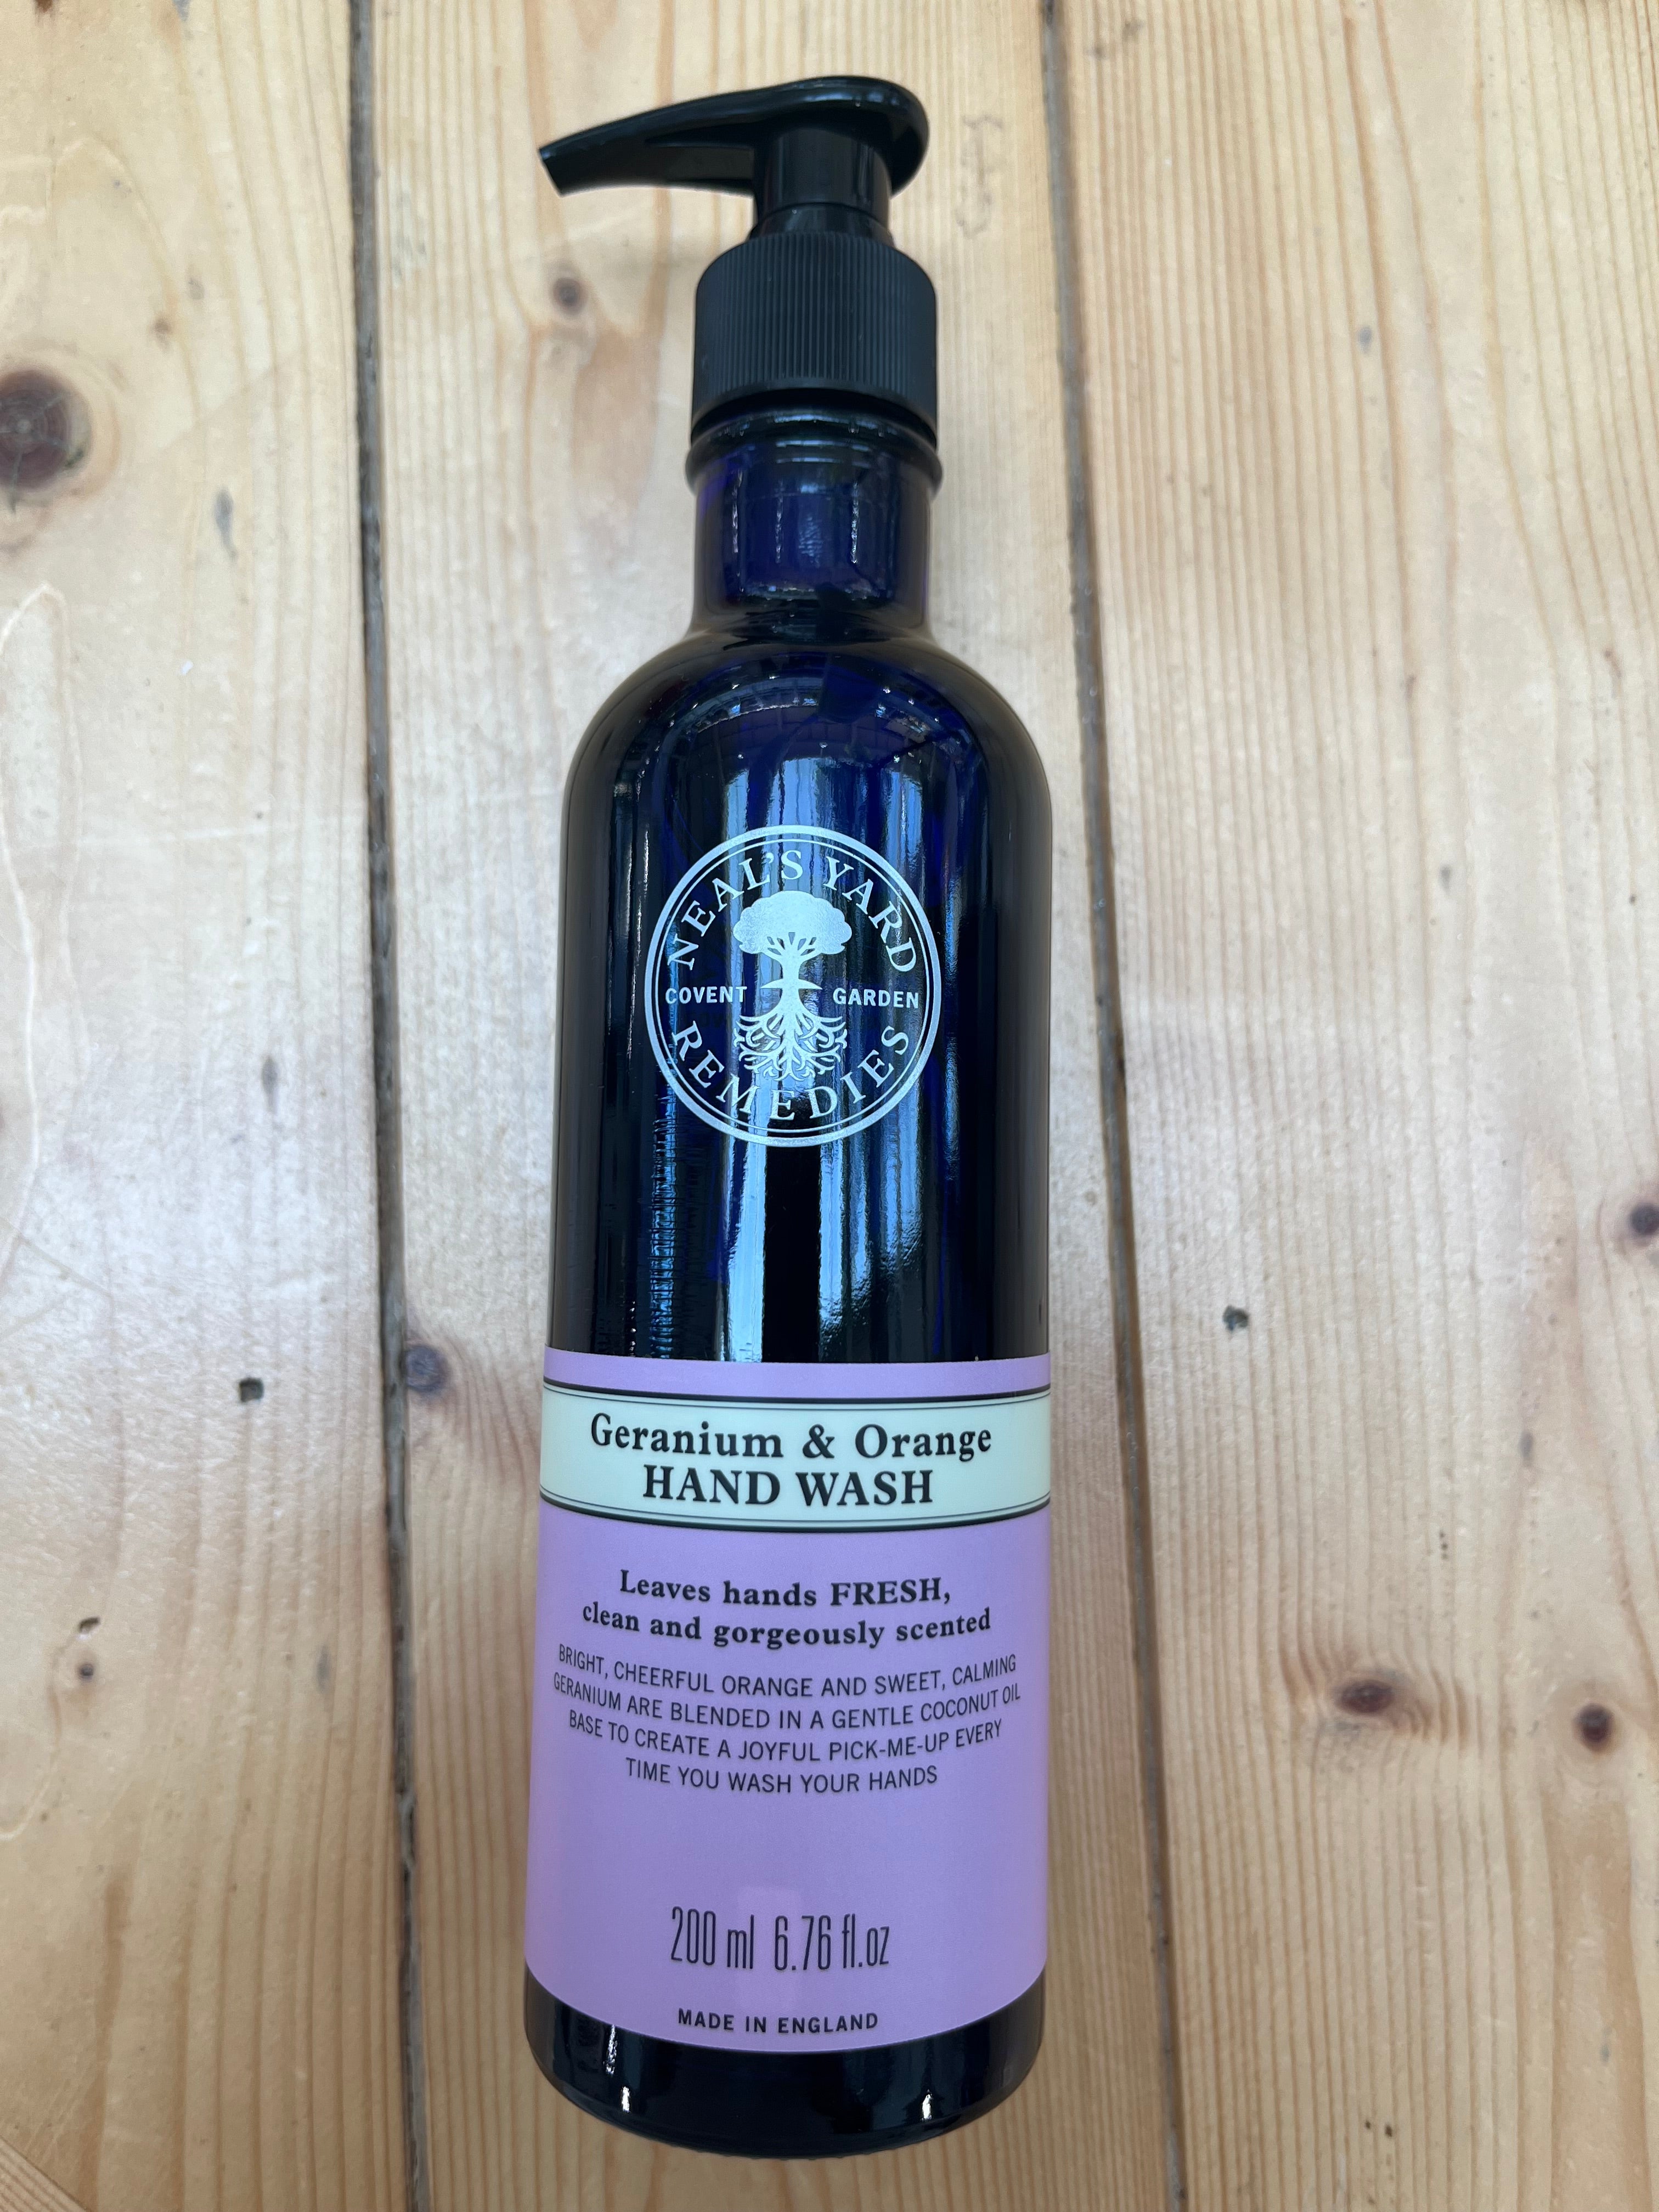 NEAL'S YARD
COVENT GARDEN
REMEDIES
Geranium & Orange
HAND WASH
Leaves hands FRESH,
clean and gorgeously scented
BRIGHT, CHEERFUL ORANGE AND SWEET, CALMING
GERANIUM ARE BLENDED IN A GENTLE COCONUT OIL
BASE TO CREATE A JOYFUL PICK-ME-UP EVERY
TIME YOU WASH YOUR HANDS
200 ml 6.76 fl.oz
MADE IN ENGLAND